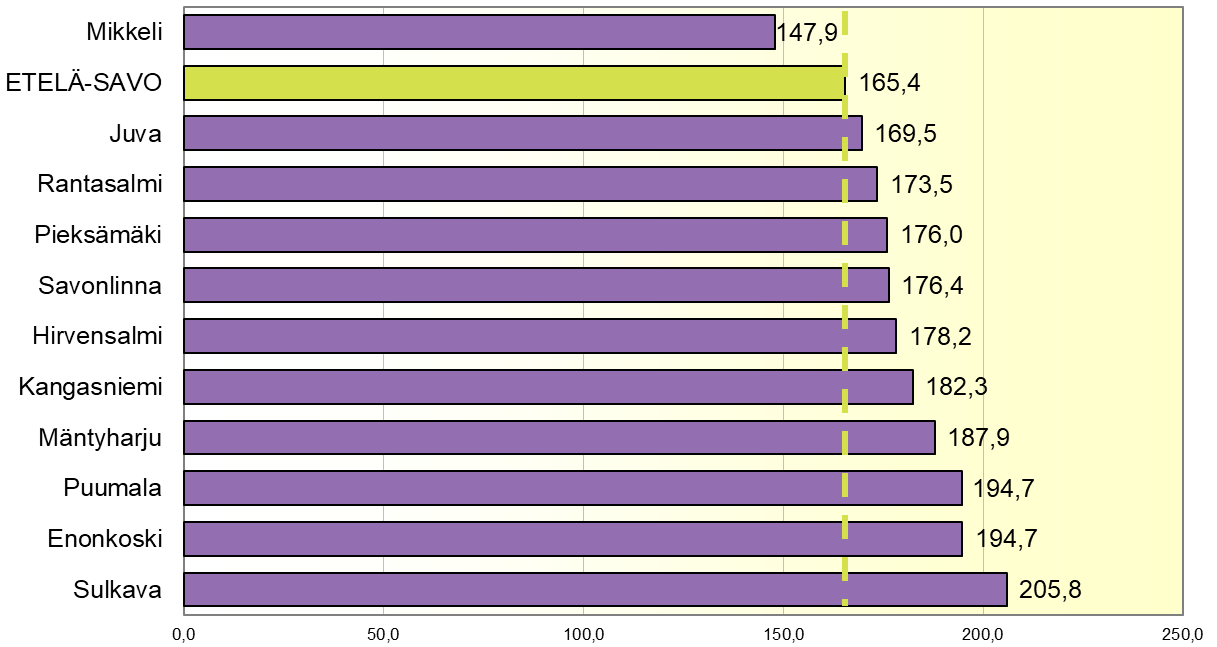 Mikkeli 147,9
ETELÄ-SAVO 165,4
Juva 169,5
Rantasalmi 173,5
Pieksämäki 176,0
Savonlinna 176,4
Hirvensalmi 178,2
Kangasniemi 182,3
Mäntyharju 187,9
Puumala 194,7
Enonkoski 194,7
Sulkava 205,8
0,0 50,0 100,0 150,0 200,0 250,0